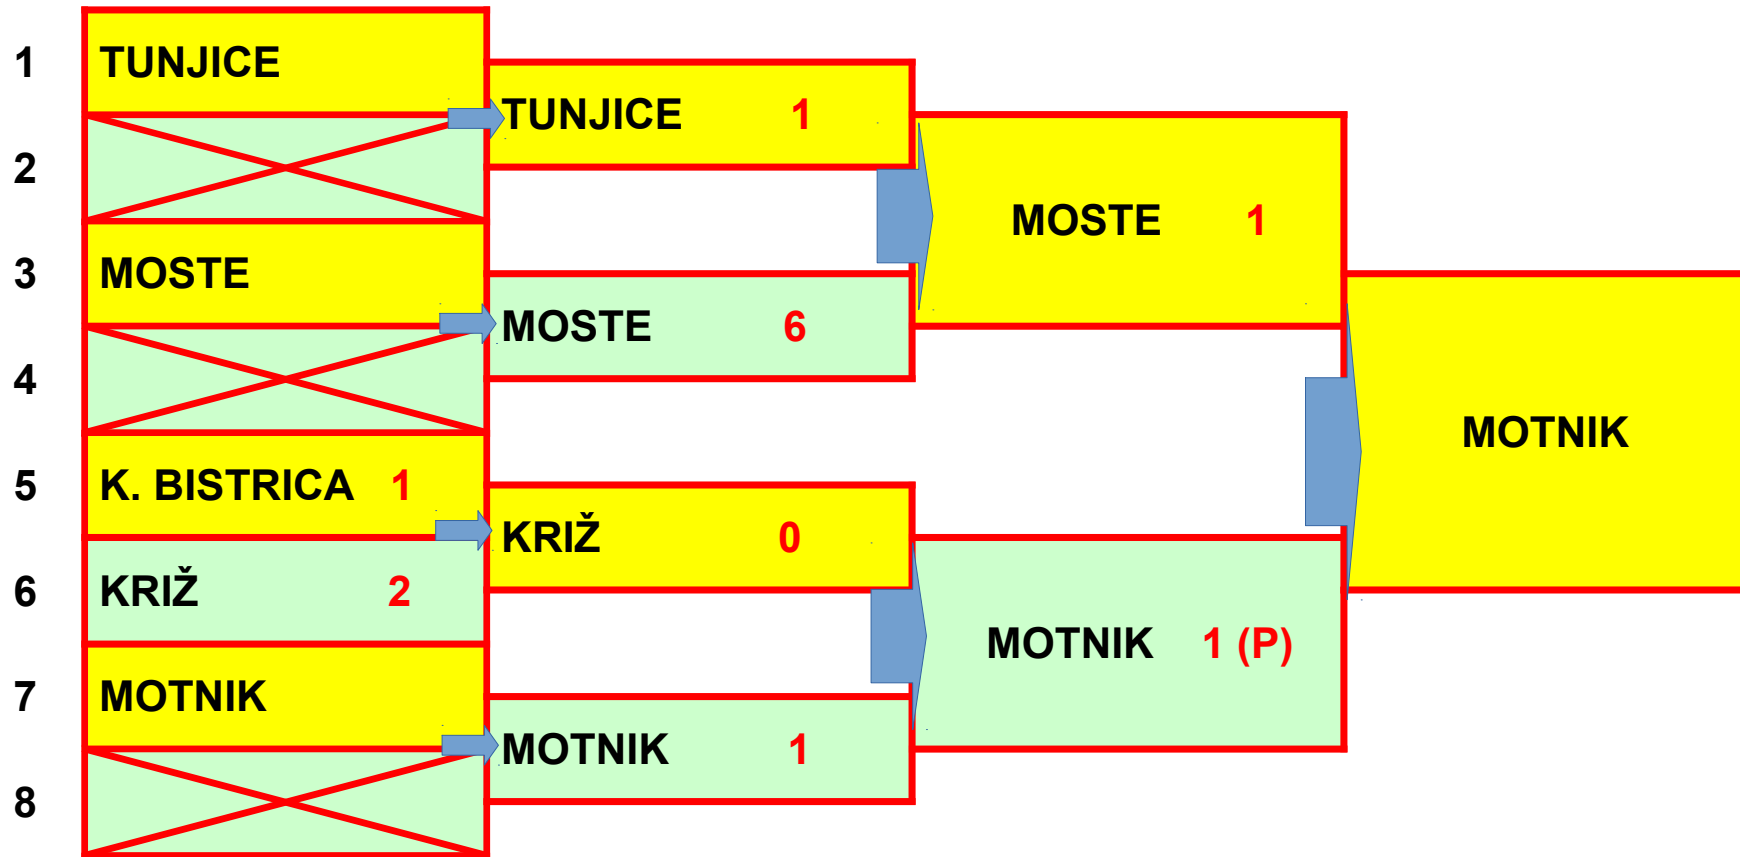 1 TUNJICE
TUNJICE 1
2
MOSTE 1
3 MOSTE
MOSTE 6
4
MOTNIK
5 K. BISTRICA 1
KRIŽ 0
6 KRIŽ 2
MOTNIK 1 (P)
7 MOTNIK
MOTNIK 1
8